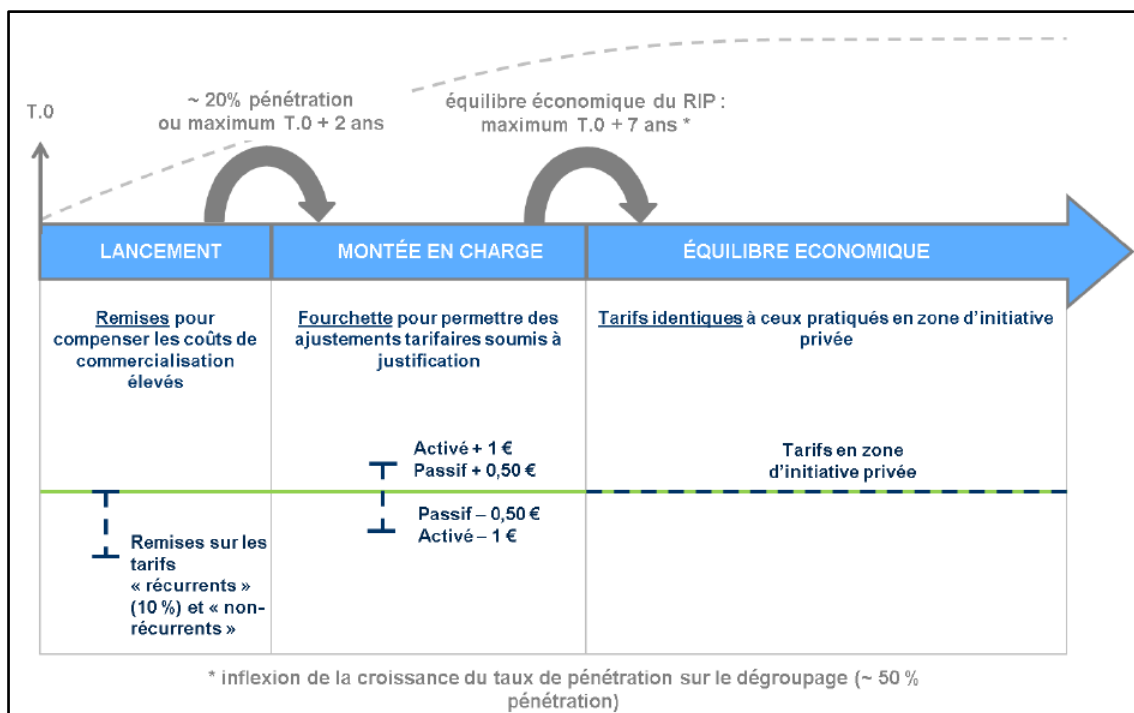 T.0
~ 20% pénétration
ou maximum T.0 + 2 ans
équilibre économique du RIP :
maximum T.0 + 7 ans *
LANCEMENT
MONTÉE EN CHARGE
ÉQUILIBRE ECONOMIQUE
Remises pour
compenser les coûts de
commercialisation
élevés
Fourchette pour permettre des
ajustements tarifaires soumis à
justification
Tarifs identiques à ceux pratiqués en zone d'initiative
privée
Activé + 1 €
Passif + 0,50 €
Tarifs en zone
d'initiative privée
Passif – 0,50 €
Activé – 1 €
Remises sur les
tarifs
« récurrents »
(10 %) et « non-
récurrents »
* inflexion de la croissance du taux de pénétration sur le dégroupage (~ 50 %
pénétration)